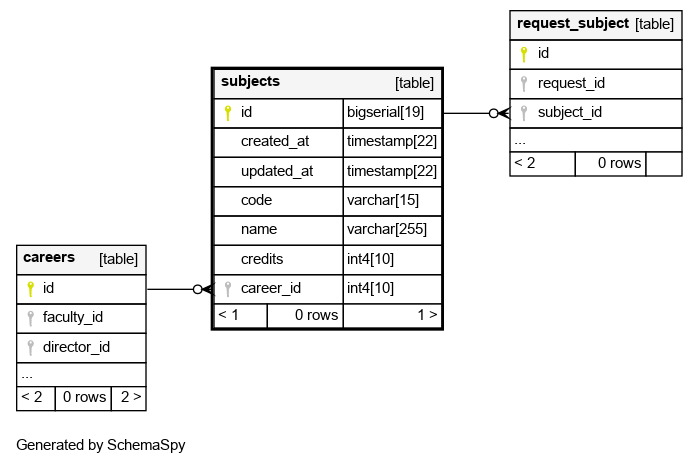 request_subject [table]
id
request_id
subject_id
...
< 2 0 rows
subjects [table]
id bigserial[19]
created_at timestamp[22]
updated_at timestamp[22]
code varchar[15]
name varchar[255]
credits int4[10]
career_id int4[10]
< 1 0 rows 1 >
careers [table]
id
faculty_id
director_id
...
< 2 0 rows 2 >
Generated by SchemaSpy